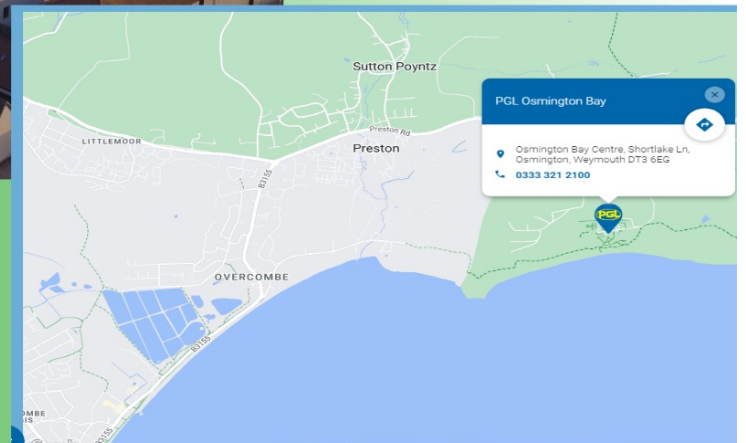 Sutton Poyntz
PGL Osmington Bay
Preston Rd
LITTLEMOOR
Preston
Osmington Bay Centre, Shortlake Ln,
Osmington, Weymouth DT3 6EG
0333 321 2100
B3155
PGL
OVERCOMBE
B3155
B3155